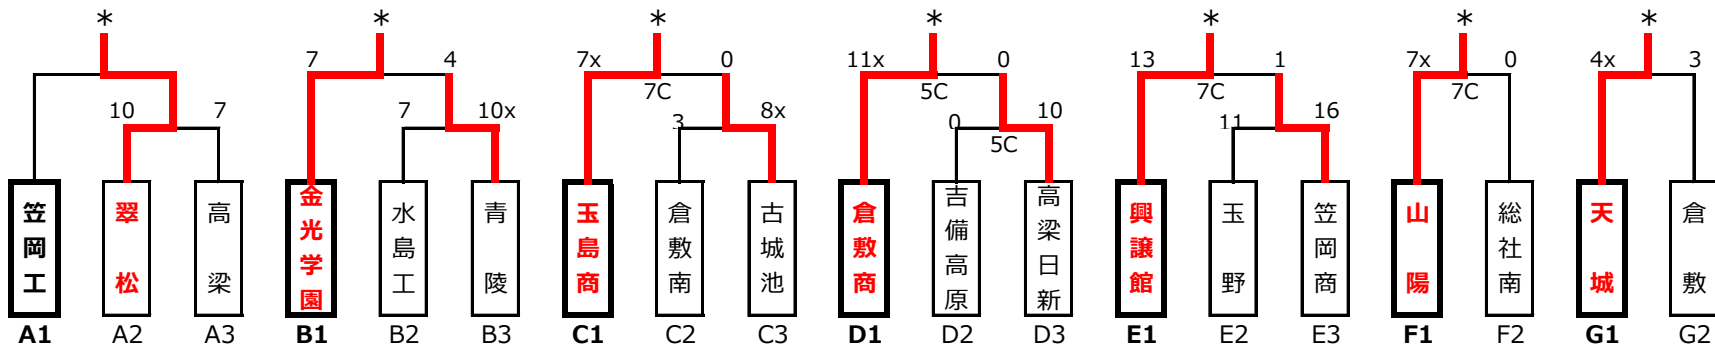 * * * * * * *
7 4 7x 0 11x 0 13 1 7x 0 4x 3
7C 5C 7C 7C
10 7 7 10x 3 8x 0 10 11 16
5C
笠岡工 翠松 高梁 金光学園 水島工 青陵 玉島商 倉敷南 古城池 倉敷商 吉備高原 高梁日新 興譲館 玉野 笠岡商 山陽 総社南 天城 倉敷
A1 A2 A3 B1 B2 B3 C1 C2 C3 D1 D2 D3 E1 E2 E3 F1 F2 G1 G2